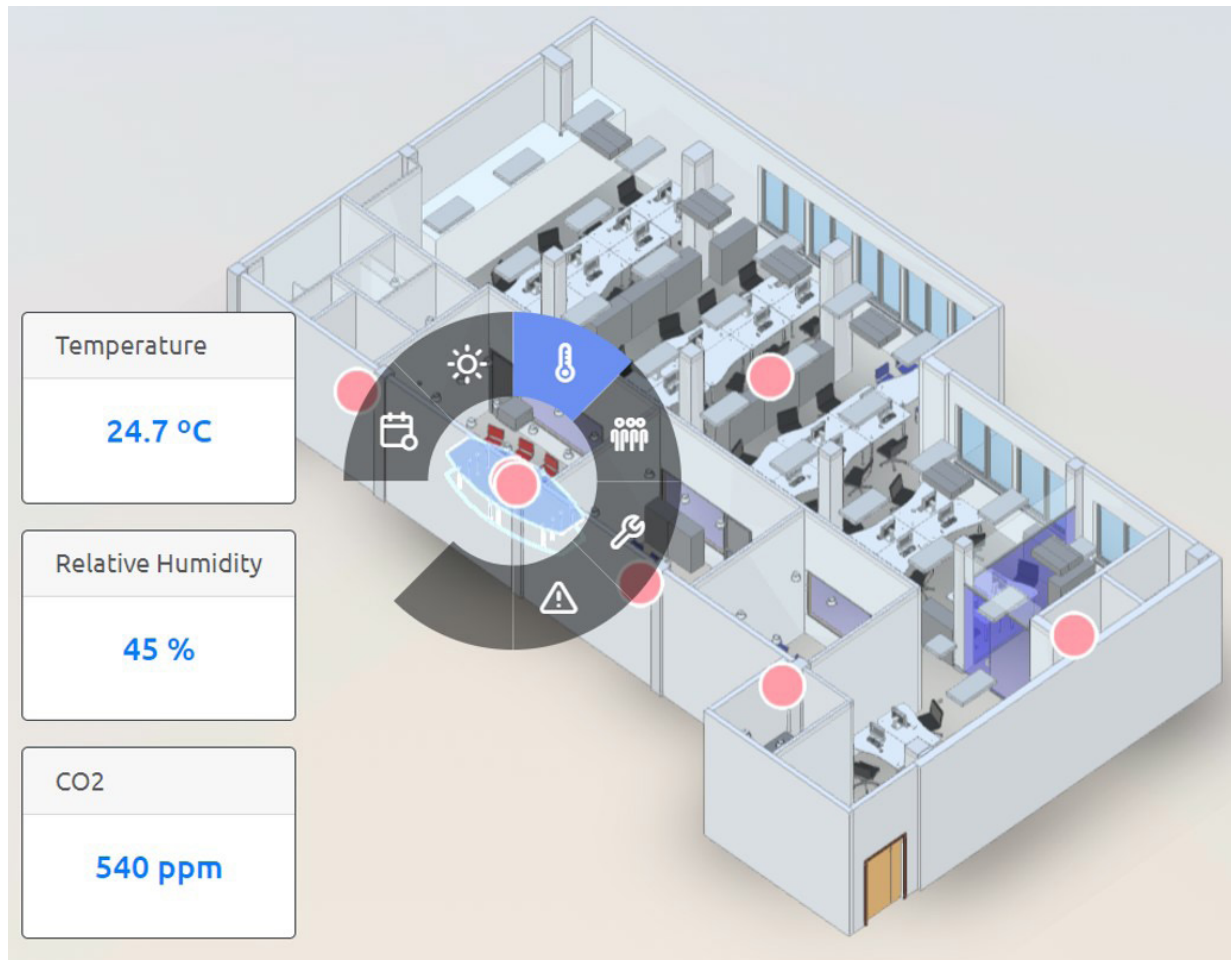 Temperature
24.7 ºC
Relative Humidity
45 %
CO2
540 ppm